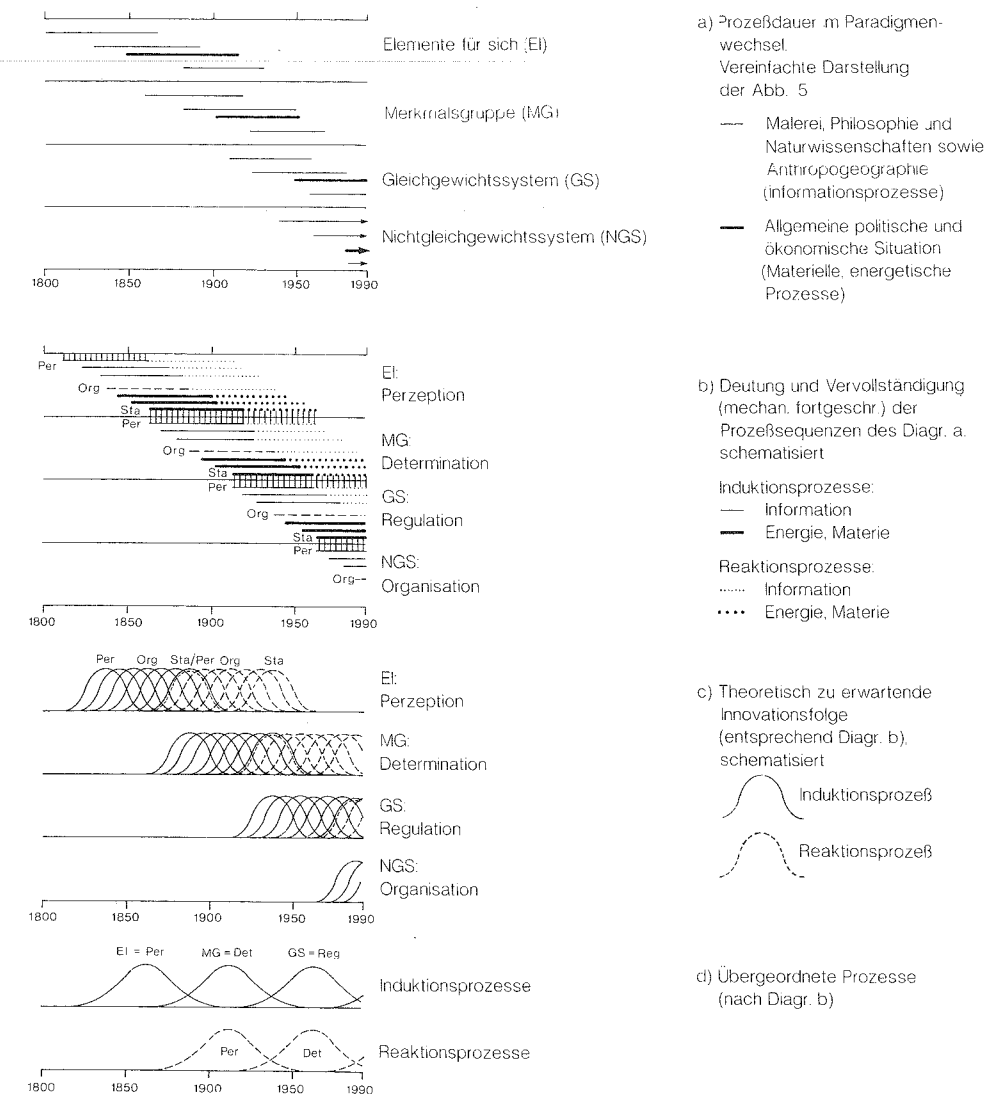 Elemente für sich (El)
Merkmalsgruppe (MG)
Gleichgewichtssystem (GS)
Nichtgleichgewichtssystem (NGS)
1800 1850 1900 1950 1990
a) Prozeßdauer im Paradigmen-
wechsel.
Vereinfachte Darstellung
der Abb. 5
Malerei, Philosophie und
Naturwissenschaften sowie
Anthropogeographie
(Informationsprozesse)
Allgemeine politische und
ökonomische Situation
(Materielle, energetische
Prozesse)
Per
Org
Sta
Per
Org
Sta
Per
Org
Sta
Per
Org
El:
Perzeption
MG:
Determination
GS:
Regulation
NGS:
Organisation
1800 1850 1900 1950 1990
b) Deutung und Vervollständigung
(mechan. fortgeschr.) der
Prozeßsequenzen des Diagr. a.
schematisiert
Induktionsprozesse:
Information
Energie, Materie
Reaktionsprozesse:
Information
Energie, Materie
Per Org Sta/Per Org Sta
El:
Perzeption
MG:
Determination
GS:
Regulation
NGS:
Organisation
1800 1850 1900 1950 1990
c) Theoretisch zu erwartende
Innovationsfolge
(entsprechend Diagr. b),
schematisiert
Induktionsprozeß
Reaktionsprozeß
El = Per MG = Det GS = Reg
Induktionsprozesse
Per Det
Reaktionsprozesse
1800 1850 1900 1950 1990
d) Übergeordnete Prozesse
(nach Diagr. b)